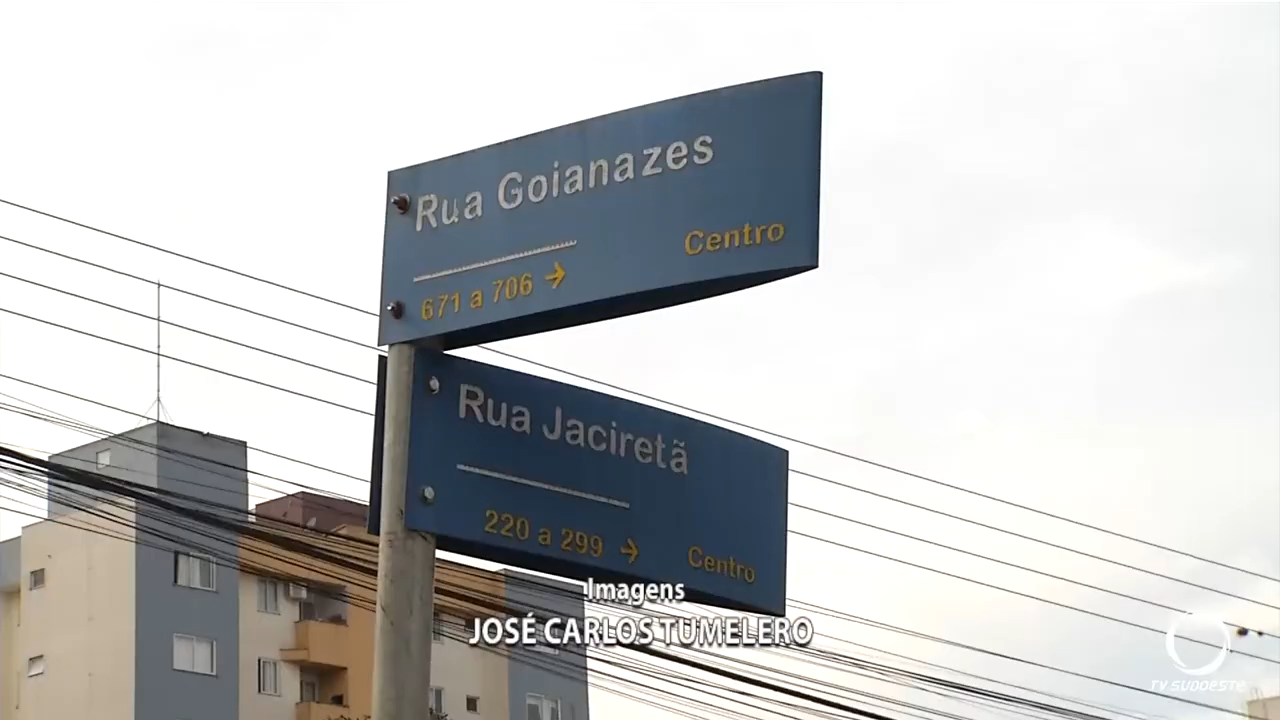 Rua Goianazes
Centro
671 a 706 →
Rua Jaciretã
220 a 299 →
Centro
Imagens
JOSÉ CARLOS TUMELERO
TV SUDOESTE